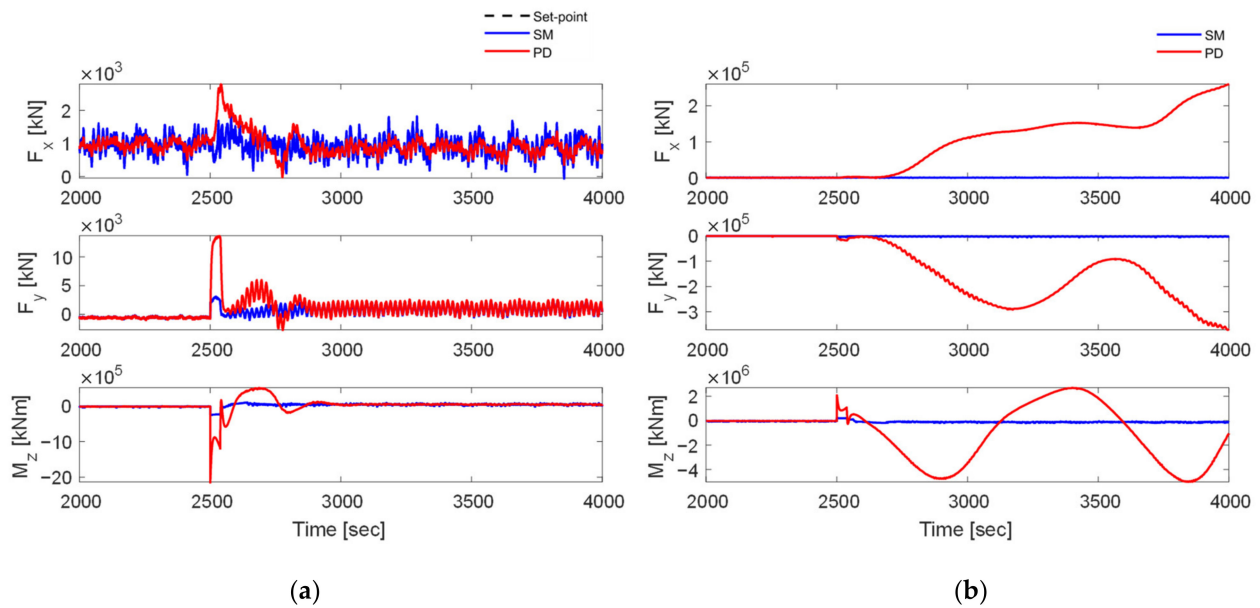 Set-point
SM
PD
×10³
F_x [kN]
2
1
0
2000 2500 3000 3500 4000
×10³
F_y [kN]
10
5
0
2000 2500 3000 3500 4000
×10⁵
M_Z [kNm]
0
−10
−20
2000 2500 3000 3500 4000
Time [sec]
(a)
SM
PD
×10⁵
F_x [kN]
2
1
0
2000 2500 3000 3500 4000
×10⁵
F_y [kN]
0
−1
−2
−3
2000 2500 3000 3500 4000
×10⁶
M_Z [kNm]
2
0
−2
−4
2000 2500 3000 3500 4000
Time [sec]
(b)